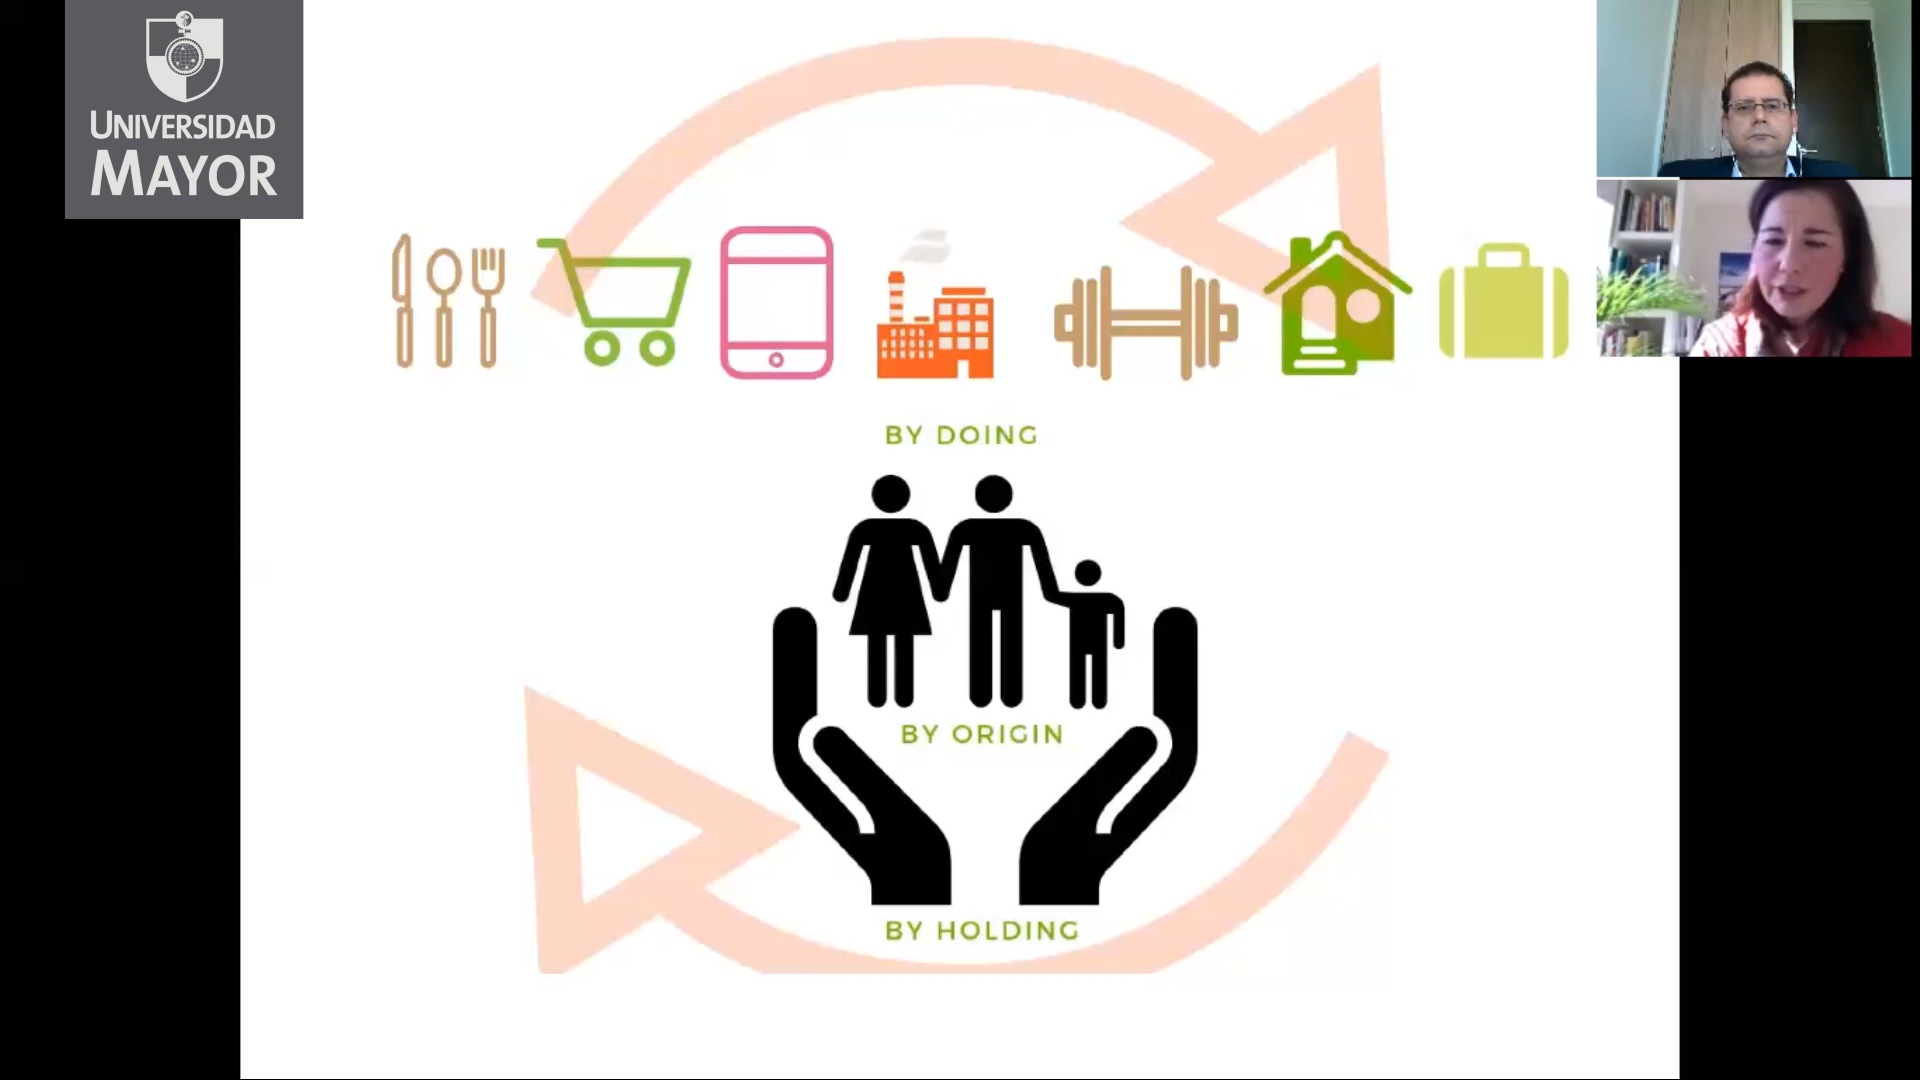 UNIVERSIDAD
MAYOR
BY DOING
BY ORIGIN
BY HOLDING